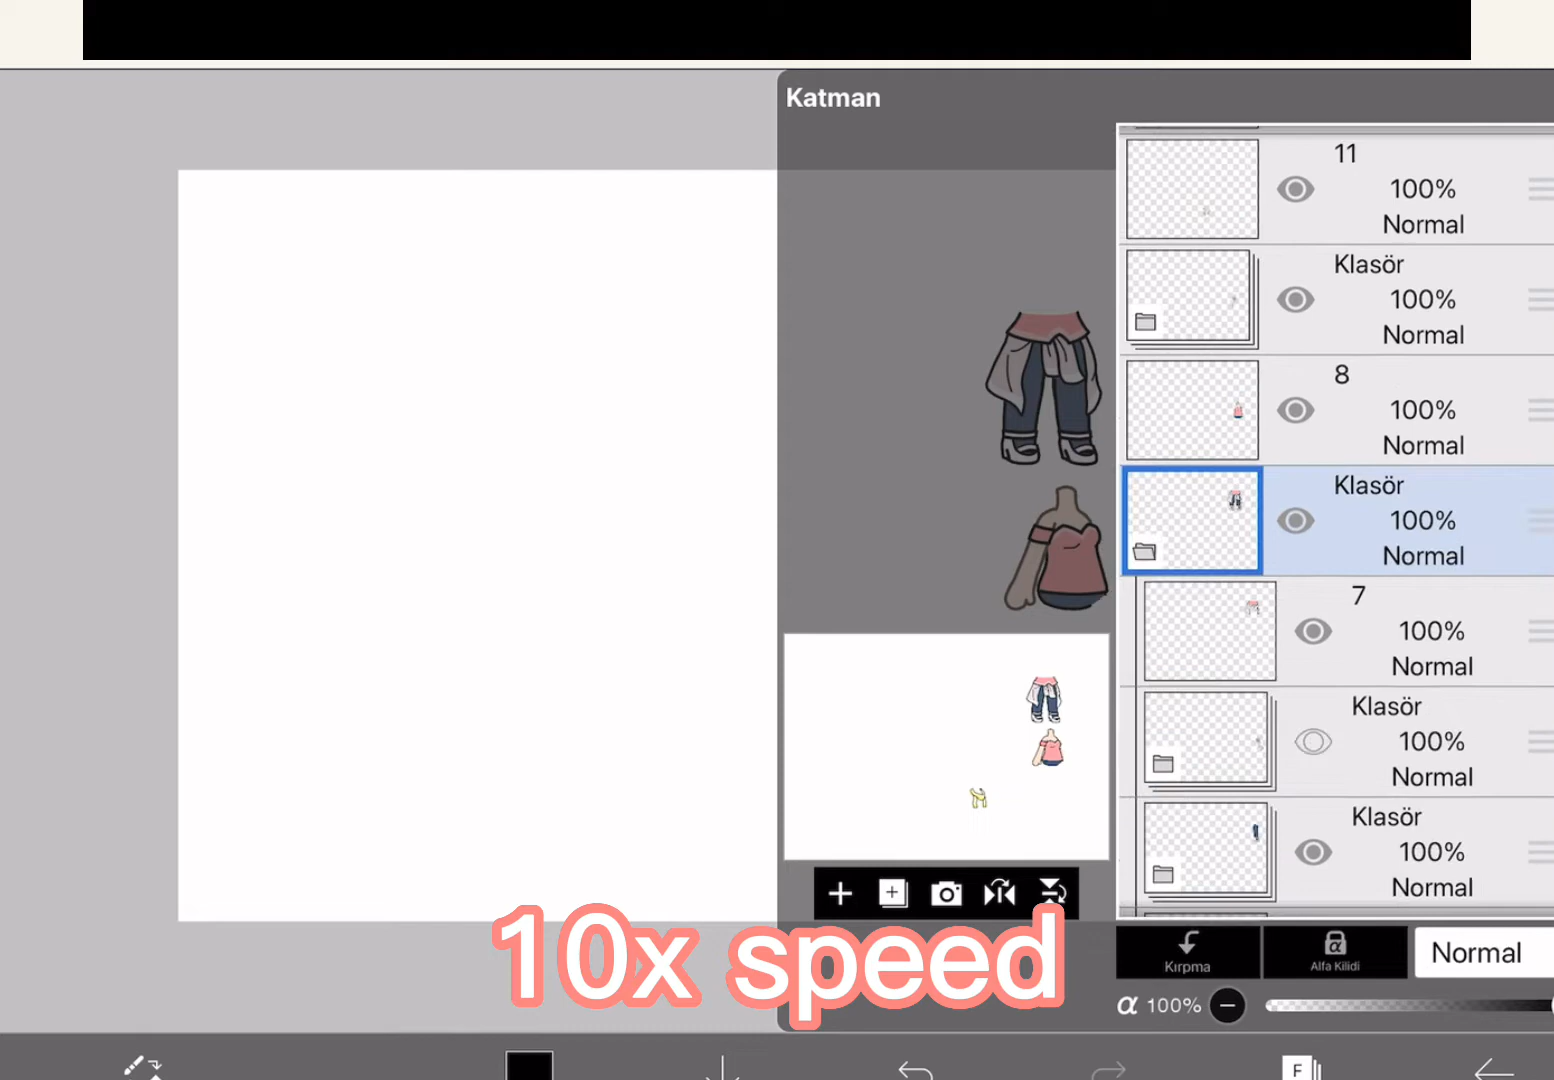 Katman
11
100%
Normal
Klasör
100%
Normal
8
100%
Normal
Klasör
100%
Normal
7
100%
Normal
Klasör
100%
Normal
Klasör
100%
Normal
10x speed
Kırpma
α
Alfa Kilidi
Normal
α 100%
F